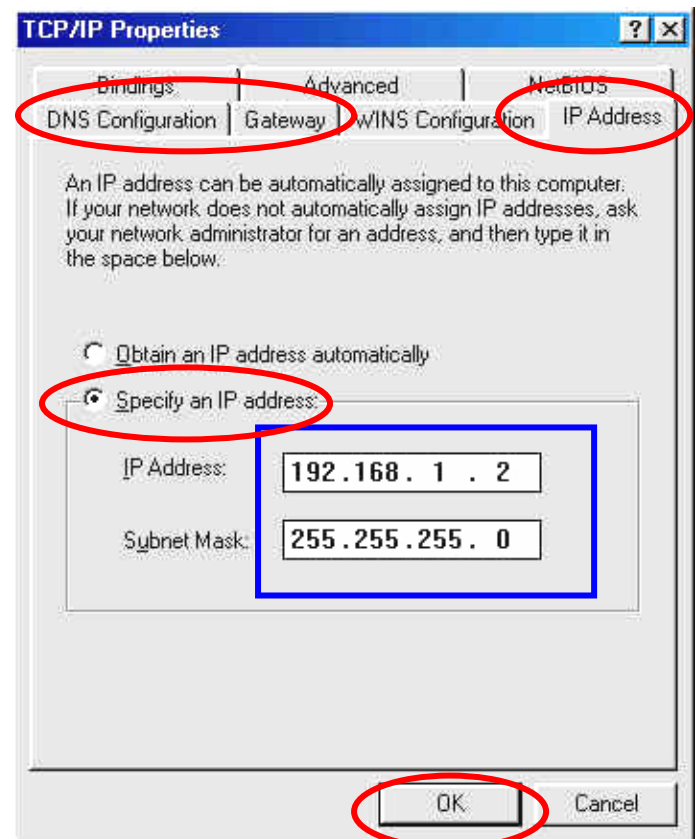 TCP/IP Properties
Bindings Advanced NetBIOS
DNS Configuration Gateway WINS Configuration IP Address
An IP address can be automatically assigned to this computer.
If your network does not automatically assign IP addresses, ask
your network administrator for an address, and then type it in
the space below.
Obtain an IP address automatically
Specify an IP address:
IP Address: 192.168. 1 . 2
Subnet Mask: 255.255.255. 0
OK Cancel